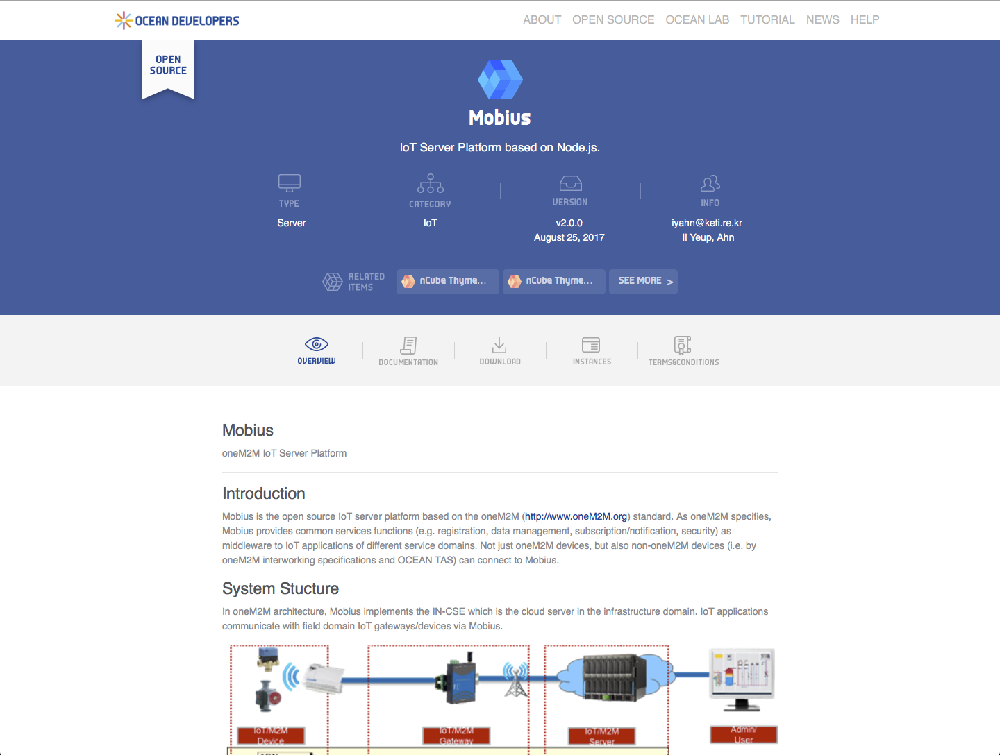 OCEAN DEVELOPERS
ABOUT OPEN SOURCE OCEAN LAB TUTORIAL NEWS HELP
OPEN
SOURCE
Mobius
IoT Server Platform based on Node.js.
TYPE
Server
CATEGORY
IoT
VERSION
v2.0.0
August 25, 2017
INFO
iyahn@keti.re.kr
Il Yeup, Ahn
RELATED
ITEMS
nCube Thyme...
nCube Thyme...
SEE MORE >
OVERVIEW
DOCUMENTATION
DOWNLOAD
INSTANCES
TERMS&CONDITIONS
Mobius
oneM2M IoT Server Platform
Introduction
Mobius is the open source IoT server platform based on the oneM2M (http://www.oneM2M.org) standard. As oneM2M specifies,
Mobius provides common services functions (e.g. registration, data management, subscription/notification, security) as
middleware to IoT applications of different service domains. Not just oneM2M devices, but also non-oneM2M devices (i.e. by
oneM2M interworking specifications and OCEAN TAS) can connect to Mobius.
System Stucture
In oneM2M architecture, Mobius implements the IN-CSE which is the cloud server in the infrastructure domain. IoT applications
communicate with field domain IoT gateways/devices via Mobius.
IoT/M2M
Device
IoT/M2M
Gateway
IoT/M2M
Server
Admin/
User